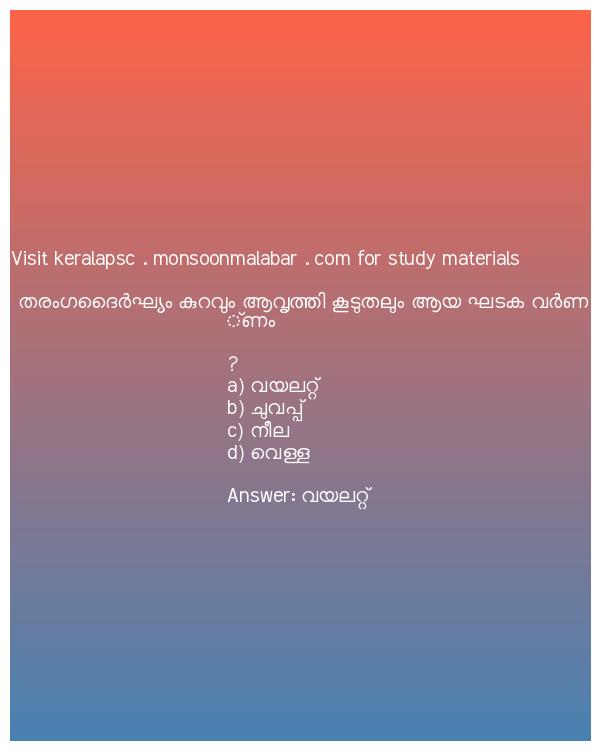 Visit keralapsc . monsoonmalabar . com for study materials
തരംഗദൈർഘ്യം കുറവും ആവൃത്തി കൂടുതലും ആയ ഘടക വർണ
്ണം
?
a) വയലറ്റ്
b) ചുവപ്പ്
c) നീല
d) വെള്ള
Answer: വയലറ്റ്